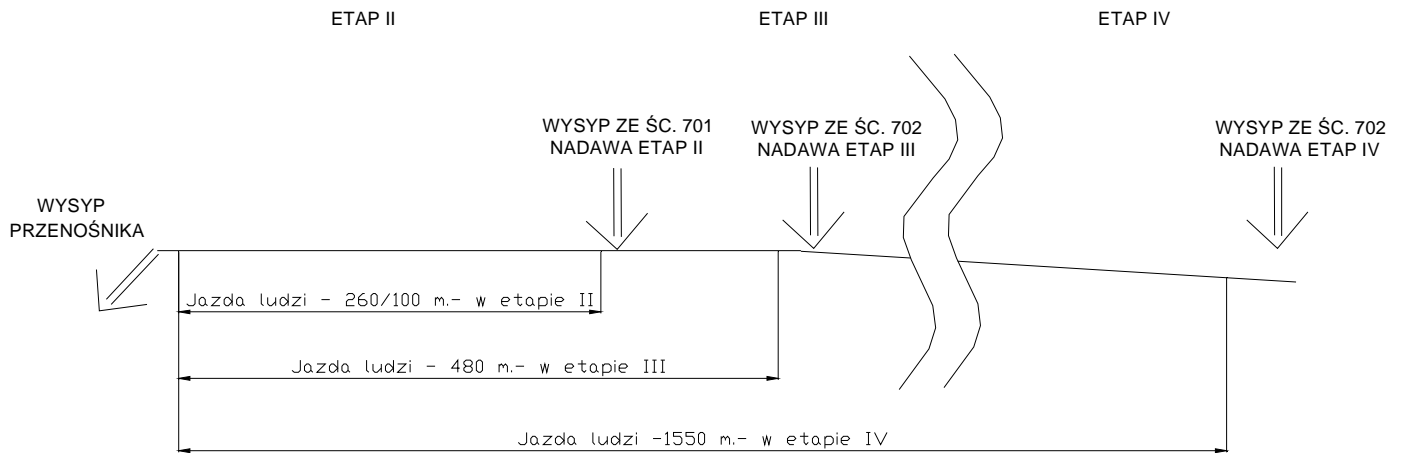 ETAP II
ETAP III
ETAP IV
WYSYP ZE ŚC. 701
NADAWA ETAP II
WYSYP ZE ŚC. 702
NADAWA ETAP III
WYSYP ZE ŚC. 702
NADAWA ETAP IV
WYSYP
PRZENOŚNIKA
Jazda ludzi - 260/100 m.- w etapie II
Jazda ludzi - 480 m.- w etapie III
Jazda ludzi -1550 m.- w etapie IV